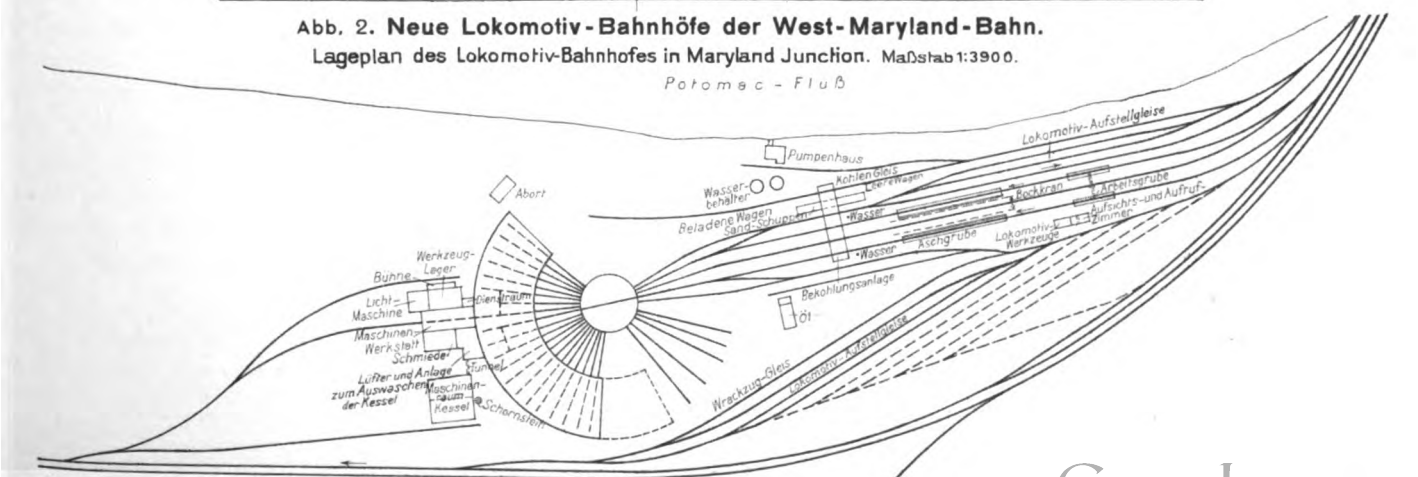 Abb. 2. Neue Lokomotiv-Bahnhöfe der West-Maryland-Bahn.
Lageplan des Lokomotiv-Bahnhofes in Maryland Junction. Maßstab 1:3900.
Potomac-Fluß
Lokomotiv-Aufstellgleise
Pumpenhaus
Kohlen Gleis
Leere Wagen
Wasser-
behälter
Bockkran
Arbeitsgrube
Abort
Beladene Wagen
Sand-Schuppen
Wasser
Aufsichts- und Aufruf-
zimmer
Lokomotiv-
Werkzeuge
Aschgrube
Wasser
Werkzeug-
Lager
Bühne
Licht
Maschine
Dienstraum
Bekohlungsanlage
Öl
Maschinen
Werkstatt
Schmiede
Tunnel
Lüfter und Anlage
zum Auswaschen
der Kessel
Maschinen-
raum
Kessel
Schornstein
Wrackzug-Gleis
Lokomotiv-Aufstellgleise